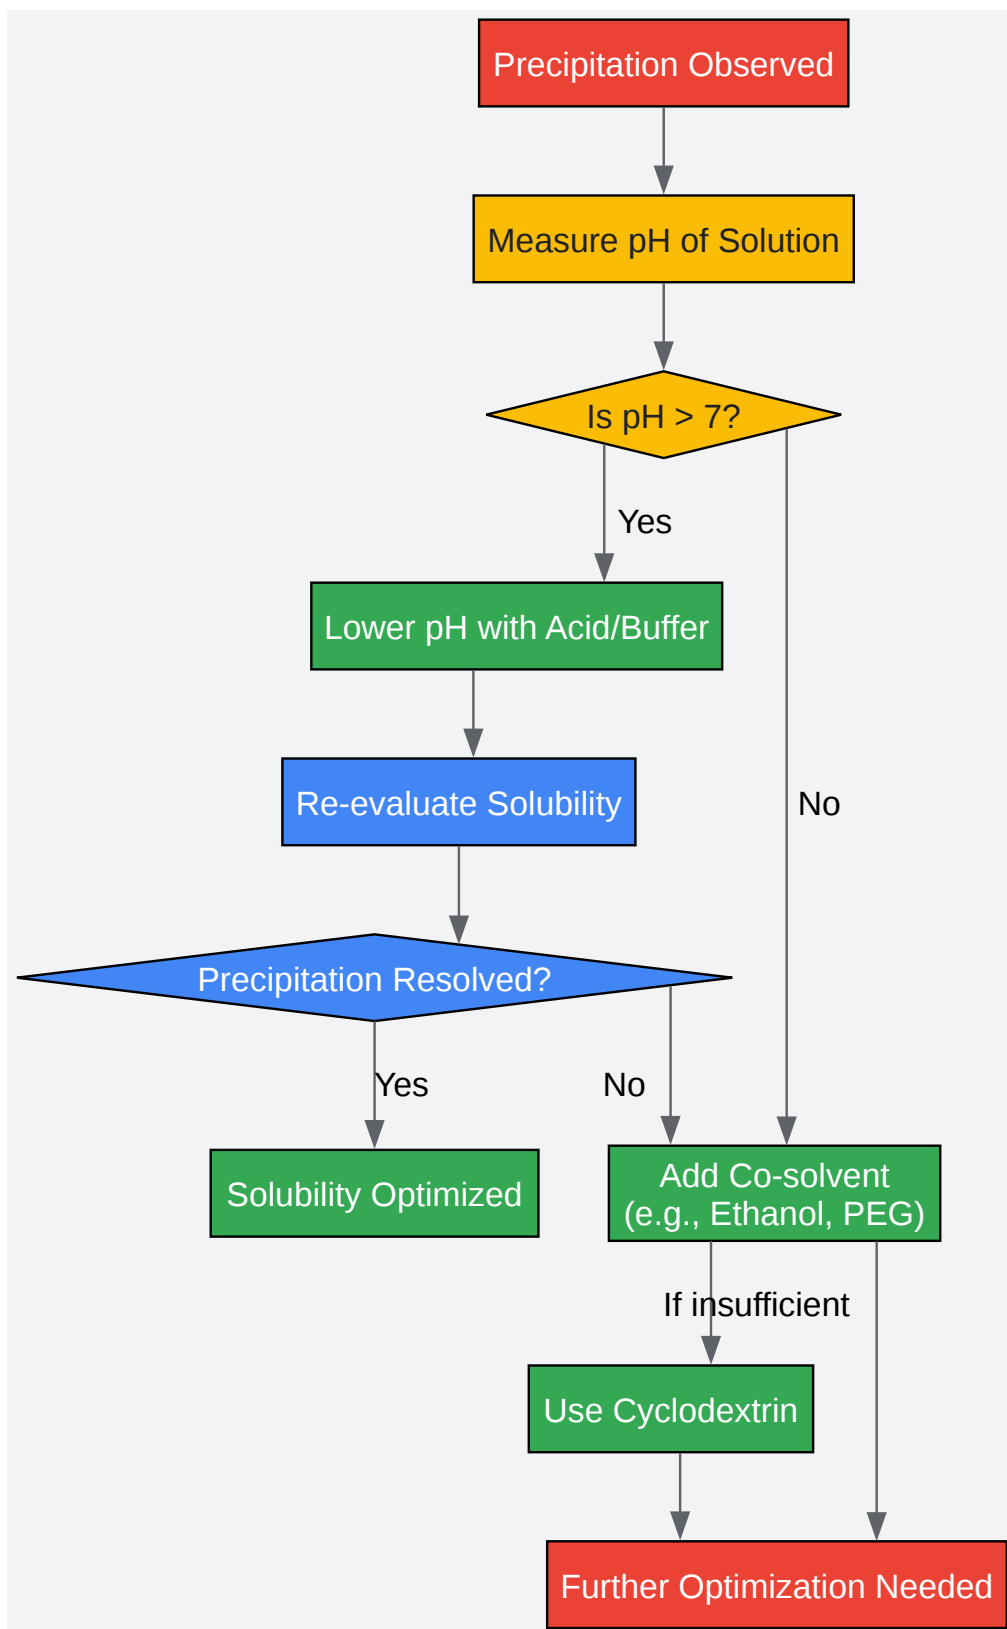 Precipitation Observed
Measure pH of Solution
Is pH > 7?
Yes
Lower pH with Acid/Buffer
Re-evaluate Solubility
No
Precipitation Resolved?
Yes
No
Solubility Optimized
Add Co-solvent
(e.g., Ethanol, PEG)
If insufficient
Use Cyclodextrin
Further Optimization Needed